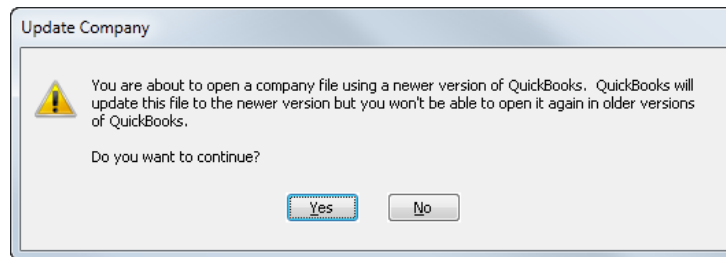 Update Company
You are about to open a company file using a newer version of QuickBooks. QuickBooks will
update this file to the newer version but you won't be able to open it again in older versions
of QuickBooks.
Do you want to continue?
Yes
No